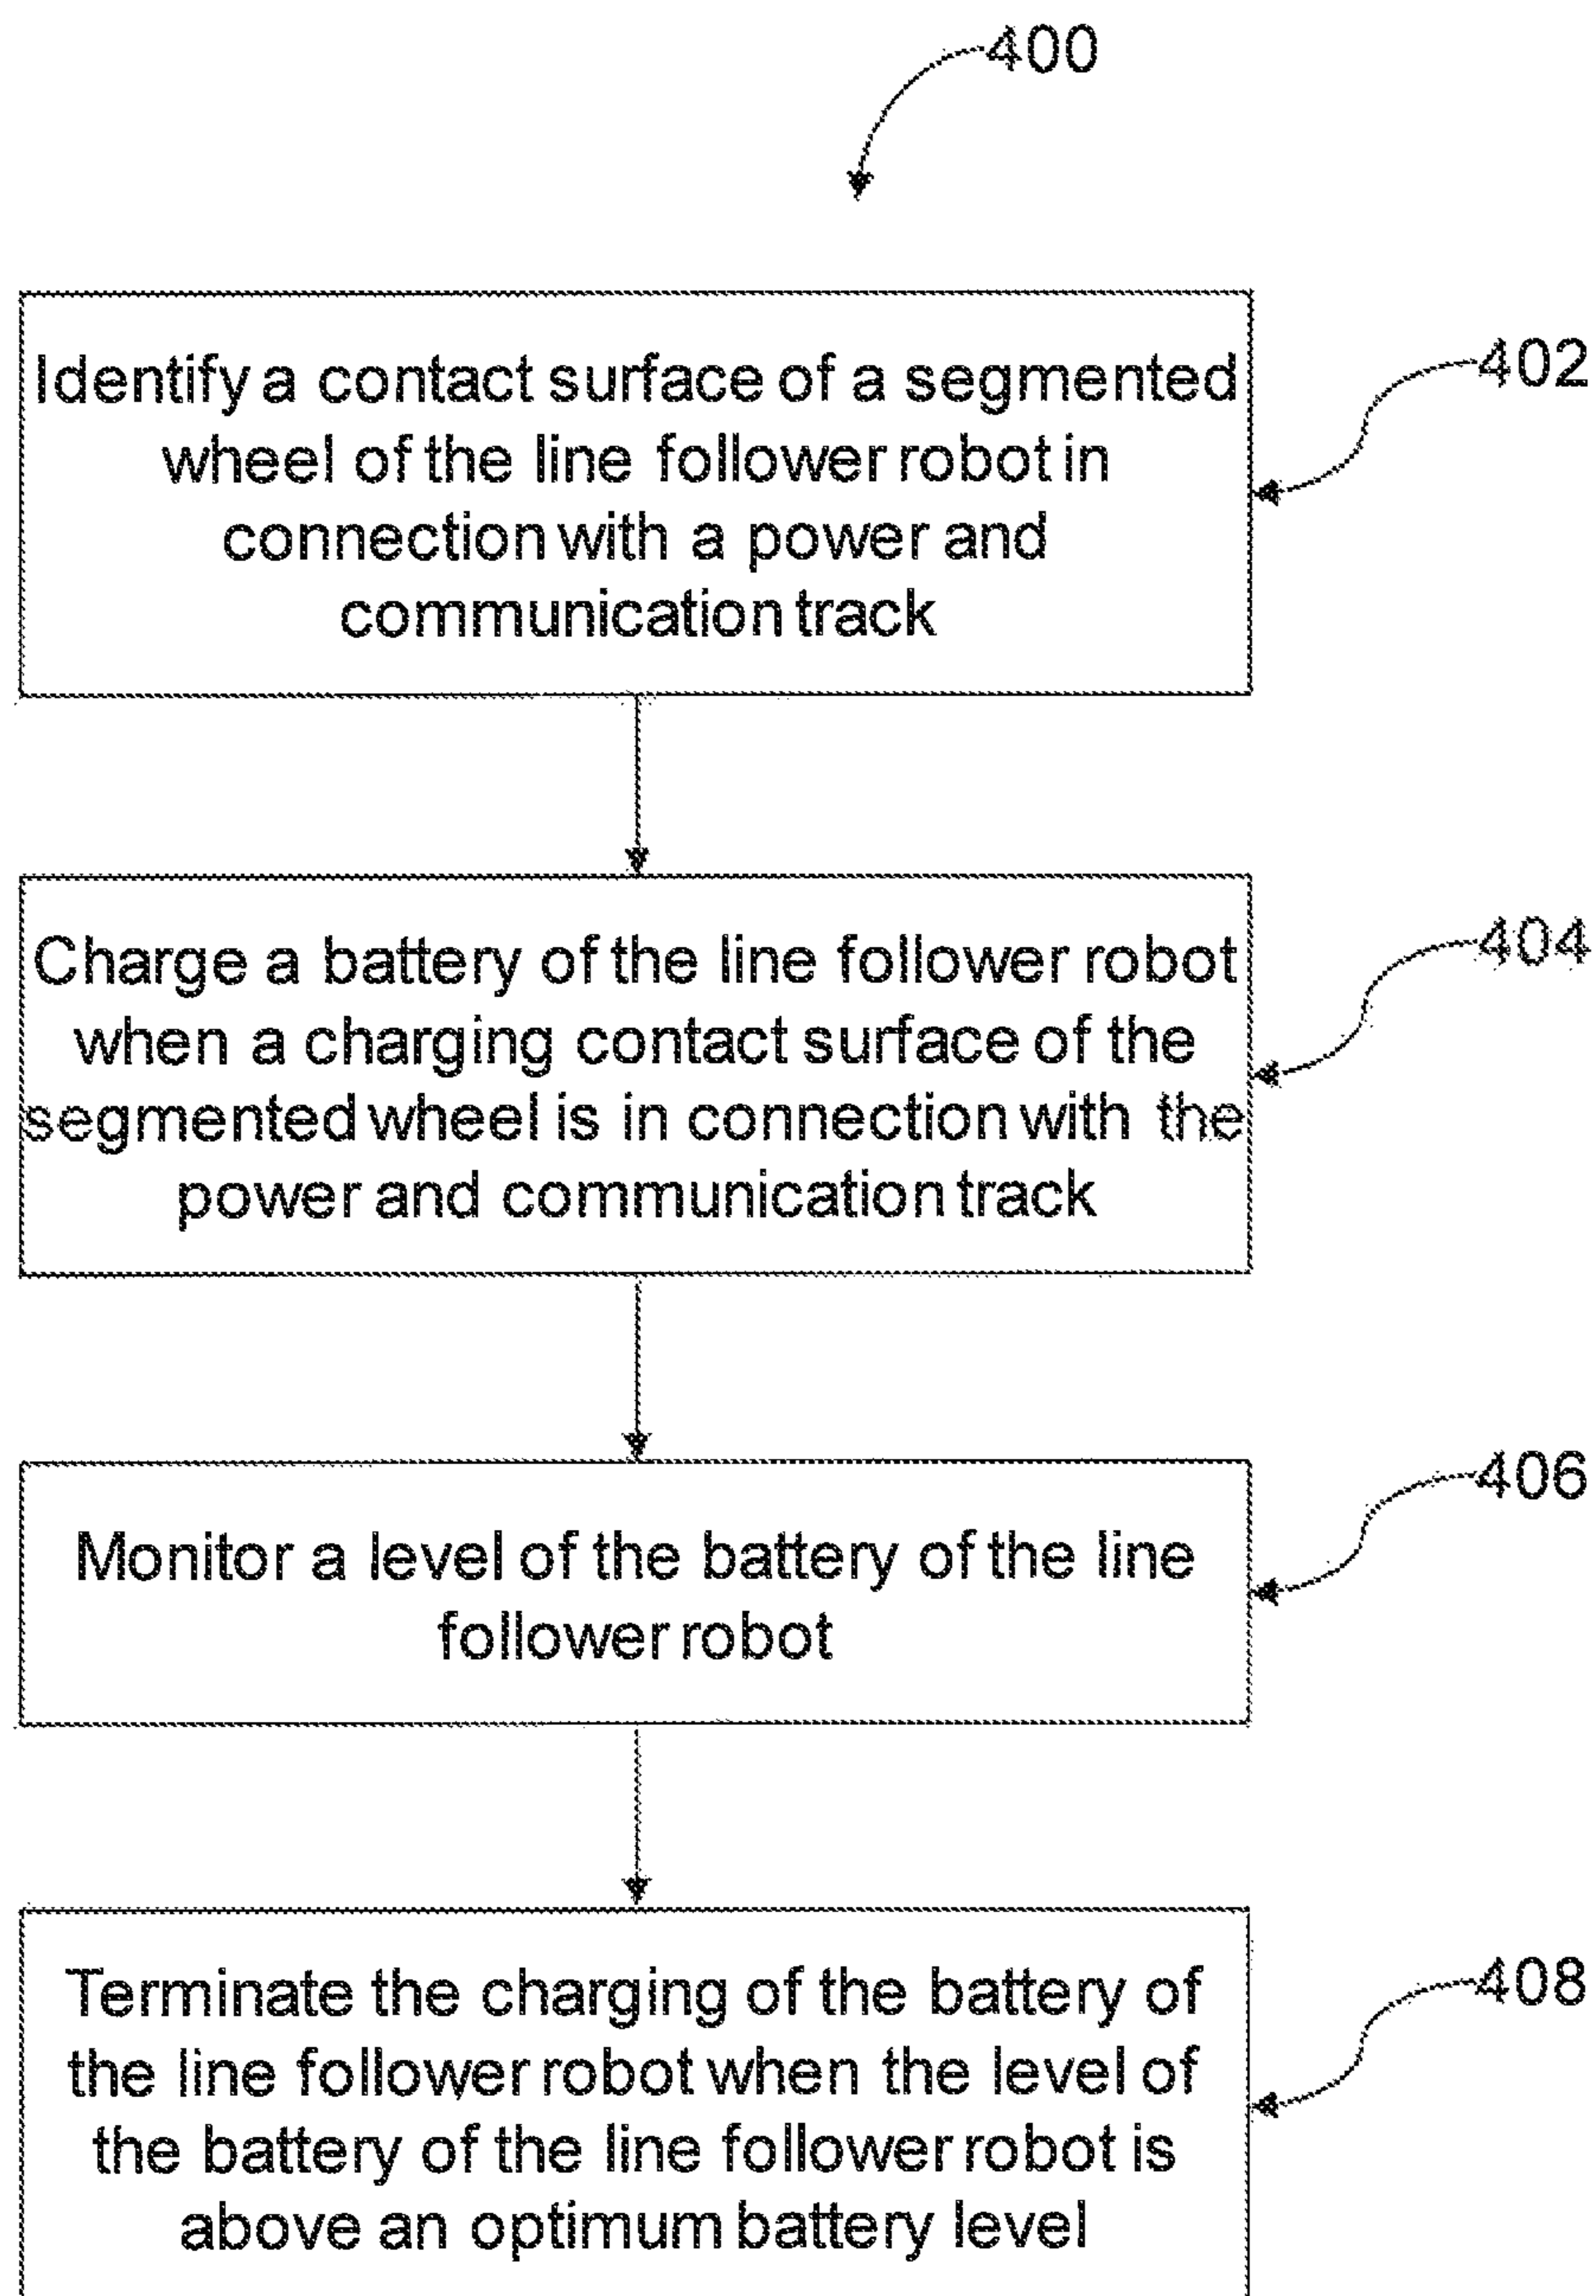 400
Identify a contact surface of a segmented
wheel of the line follower robot in
connection with a power and
communication track
402
Charge a battery of the line follower robot
when a charging contact surface of the
segmented wheel is in connection with the
power and communication track
404
Monitor a level of the battery of the line
follower robot
406
Terminate the charging of the battery of
the line follower robot when the level of
the battery of the line follower robot is
above an optimum battery level
408